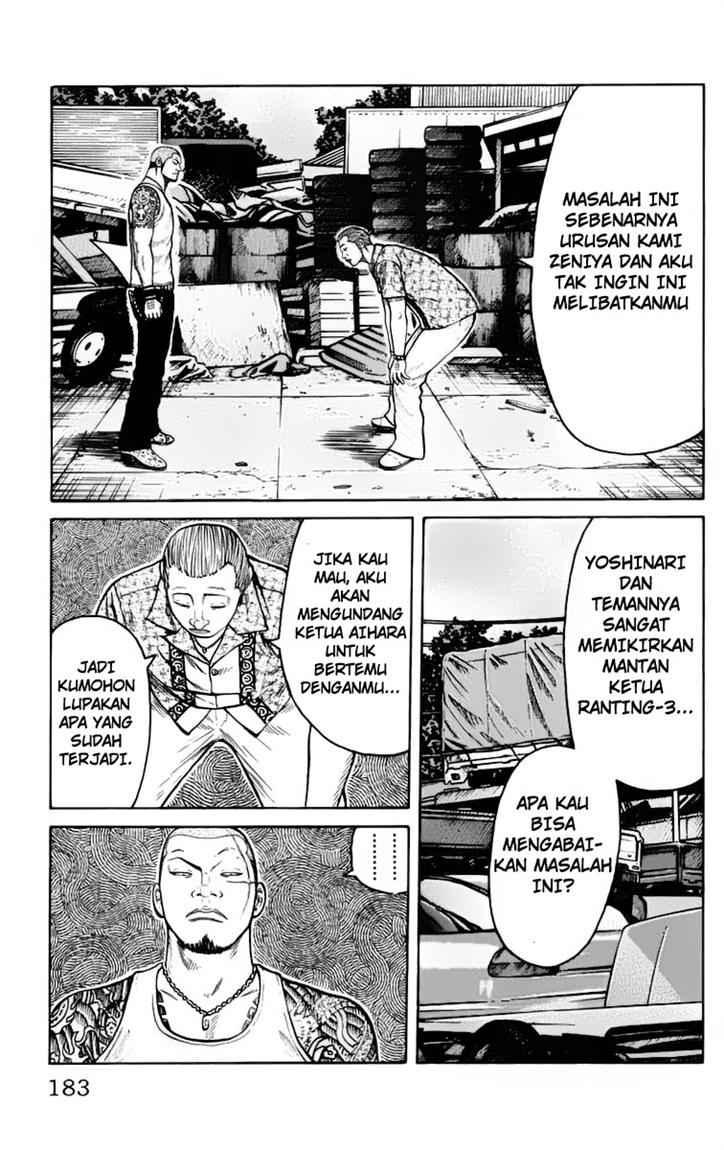 MASALAH INI
SEBENARNYA
URUSAN KAMI
ZENIYA DAN AKU
TAK INGIN INI
MELIBATKANMU
YOSHINARI
DAN
TEMANNYA
SANGAT
MEMIKIRKAN
MANTAN
KETUA
RANTING-3...
APA KAU
BISA
MENGABAI-
KAN MASALAH
INI?
JIKA KAU
MAU, AKU
AKAN
MENGUNDANG
KETUA AIHARA
UNTUK
BERTEMU
DENGANMU...
JADI
KUMOHON
LUPAKAN
APA YANG
SUDAH
TERJADI.
......
183